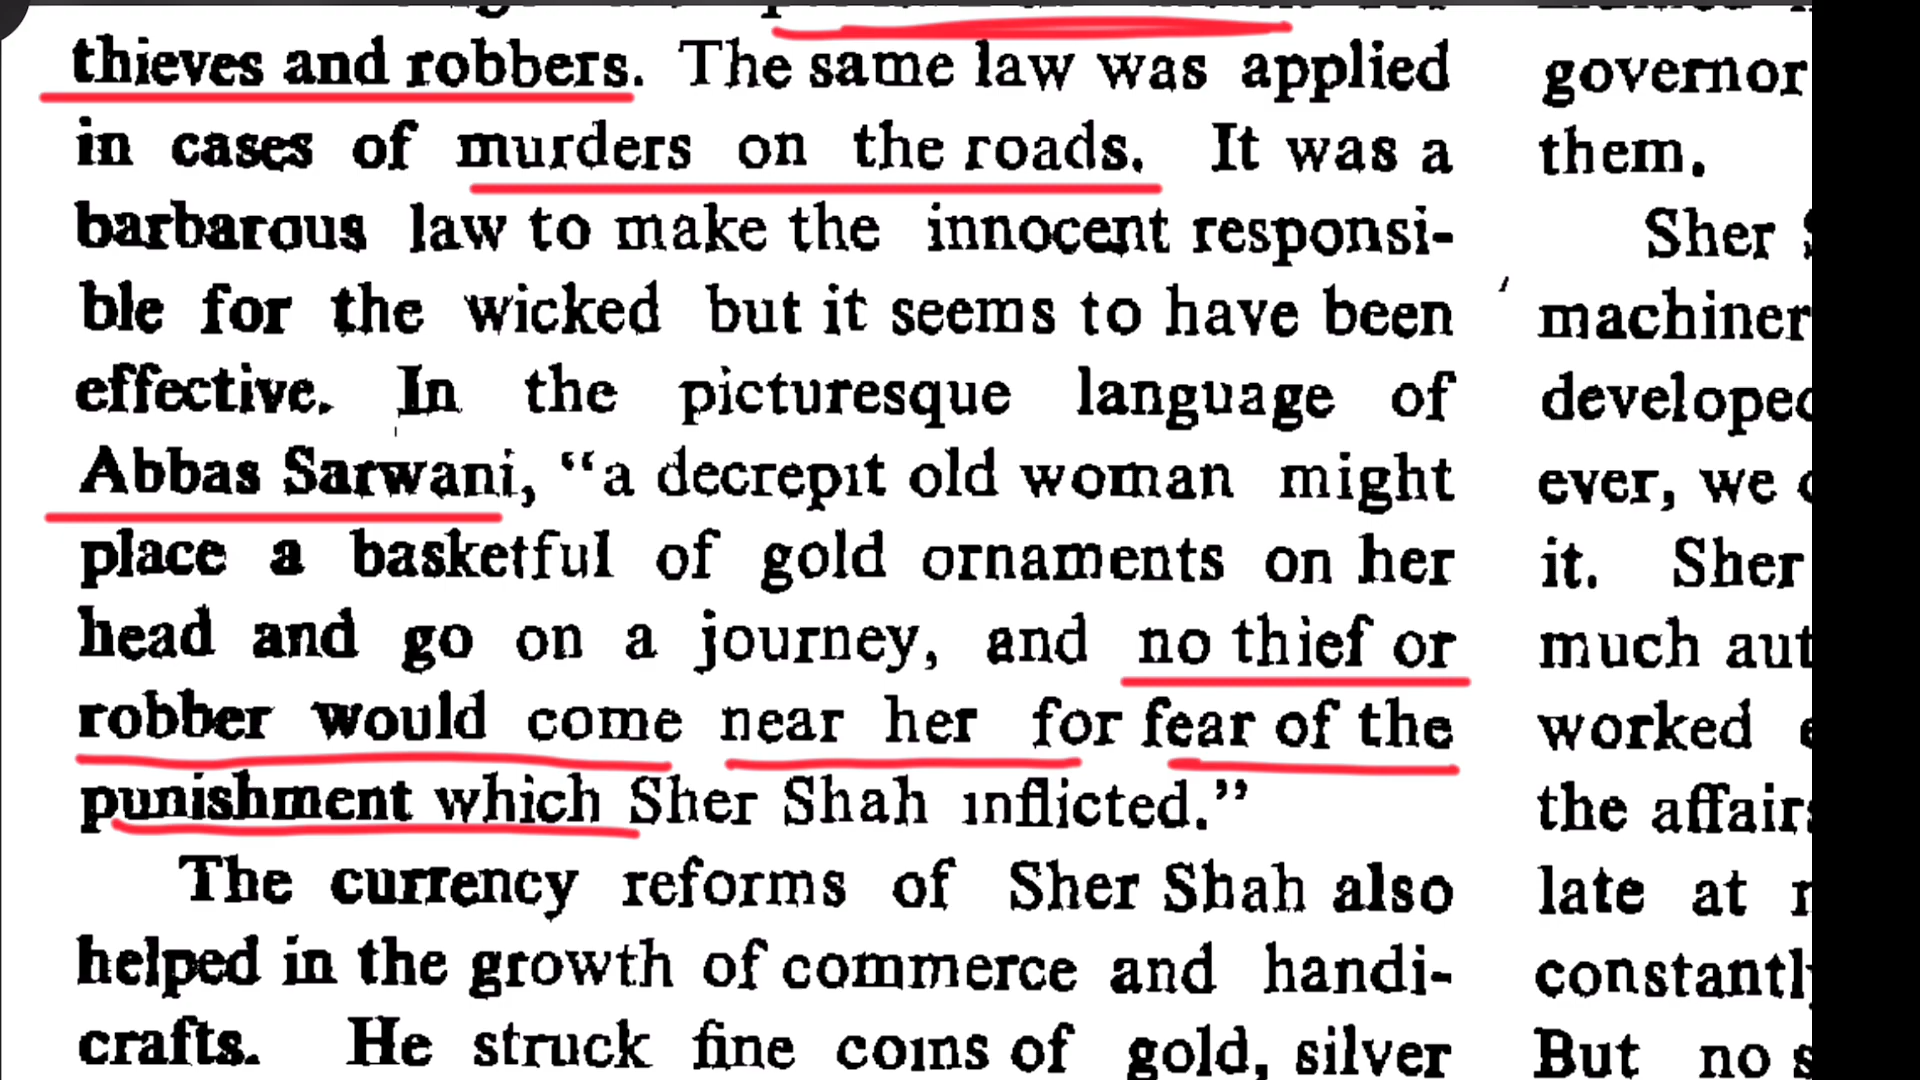 thieves and robbers. The same law was applied
in cases of murders on the roads. It was a
barbarous law to make the innocent responsi-
ble for the wicked but it seems to have been
effective. In the picturesque language of
Abbas Sarwani, “a decrepit old woman might
place a basketful of gold ornaments on her
head and go on a journey, and no thief or
robber would come near her for fear of the
punishment which Sher Shah inflicted.”
The currency reforms of Sher Shah also
helped in the growth of commerce and handi-
crafts. He struck fine coins of gold, silver
governor
them.
Sher
machiner
develope
ever, we
it. Sher
much aut
worked
the affair
late at
constantl
But no